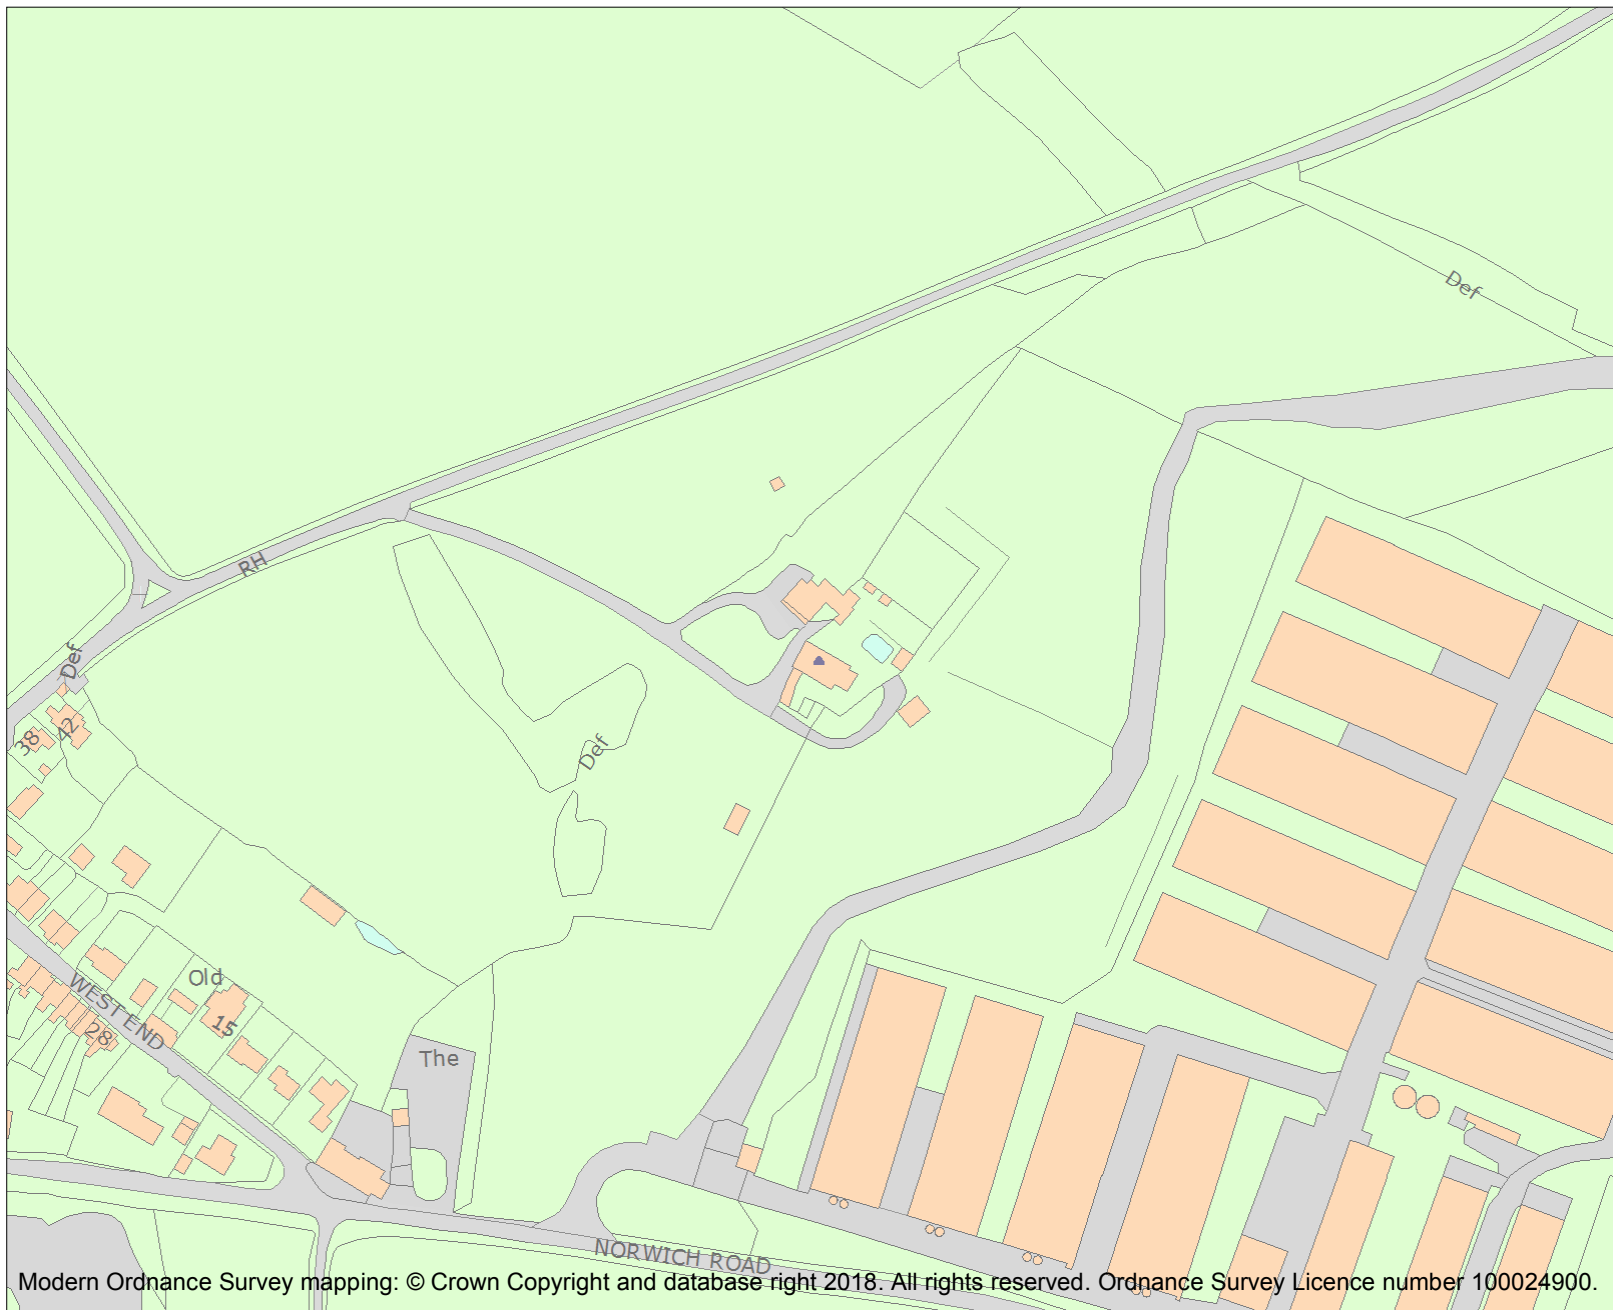 Def
RH
Def
42
38
Def
Old
WEST END
15
28
The
NORWICH ROAD
Modern Ordnance Survey mapping: © Crown Copyright and database right 2018. All rights reserved. Ordnance Survey Licence number 100024900.